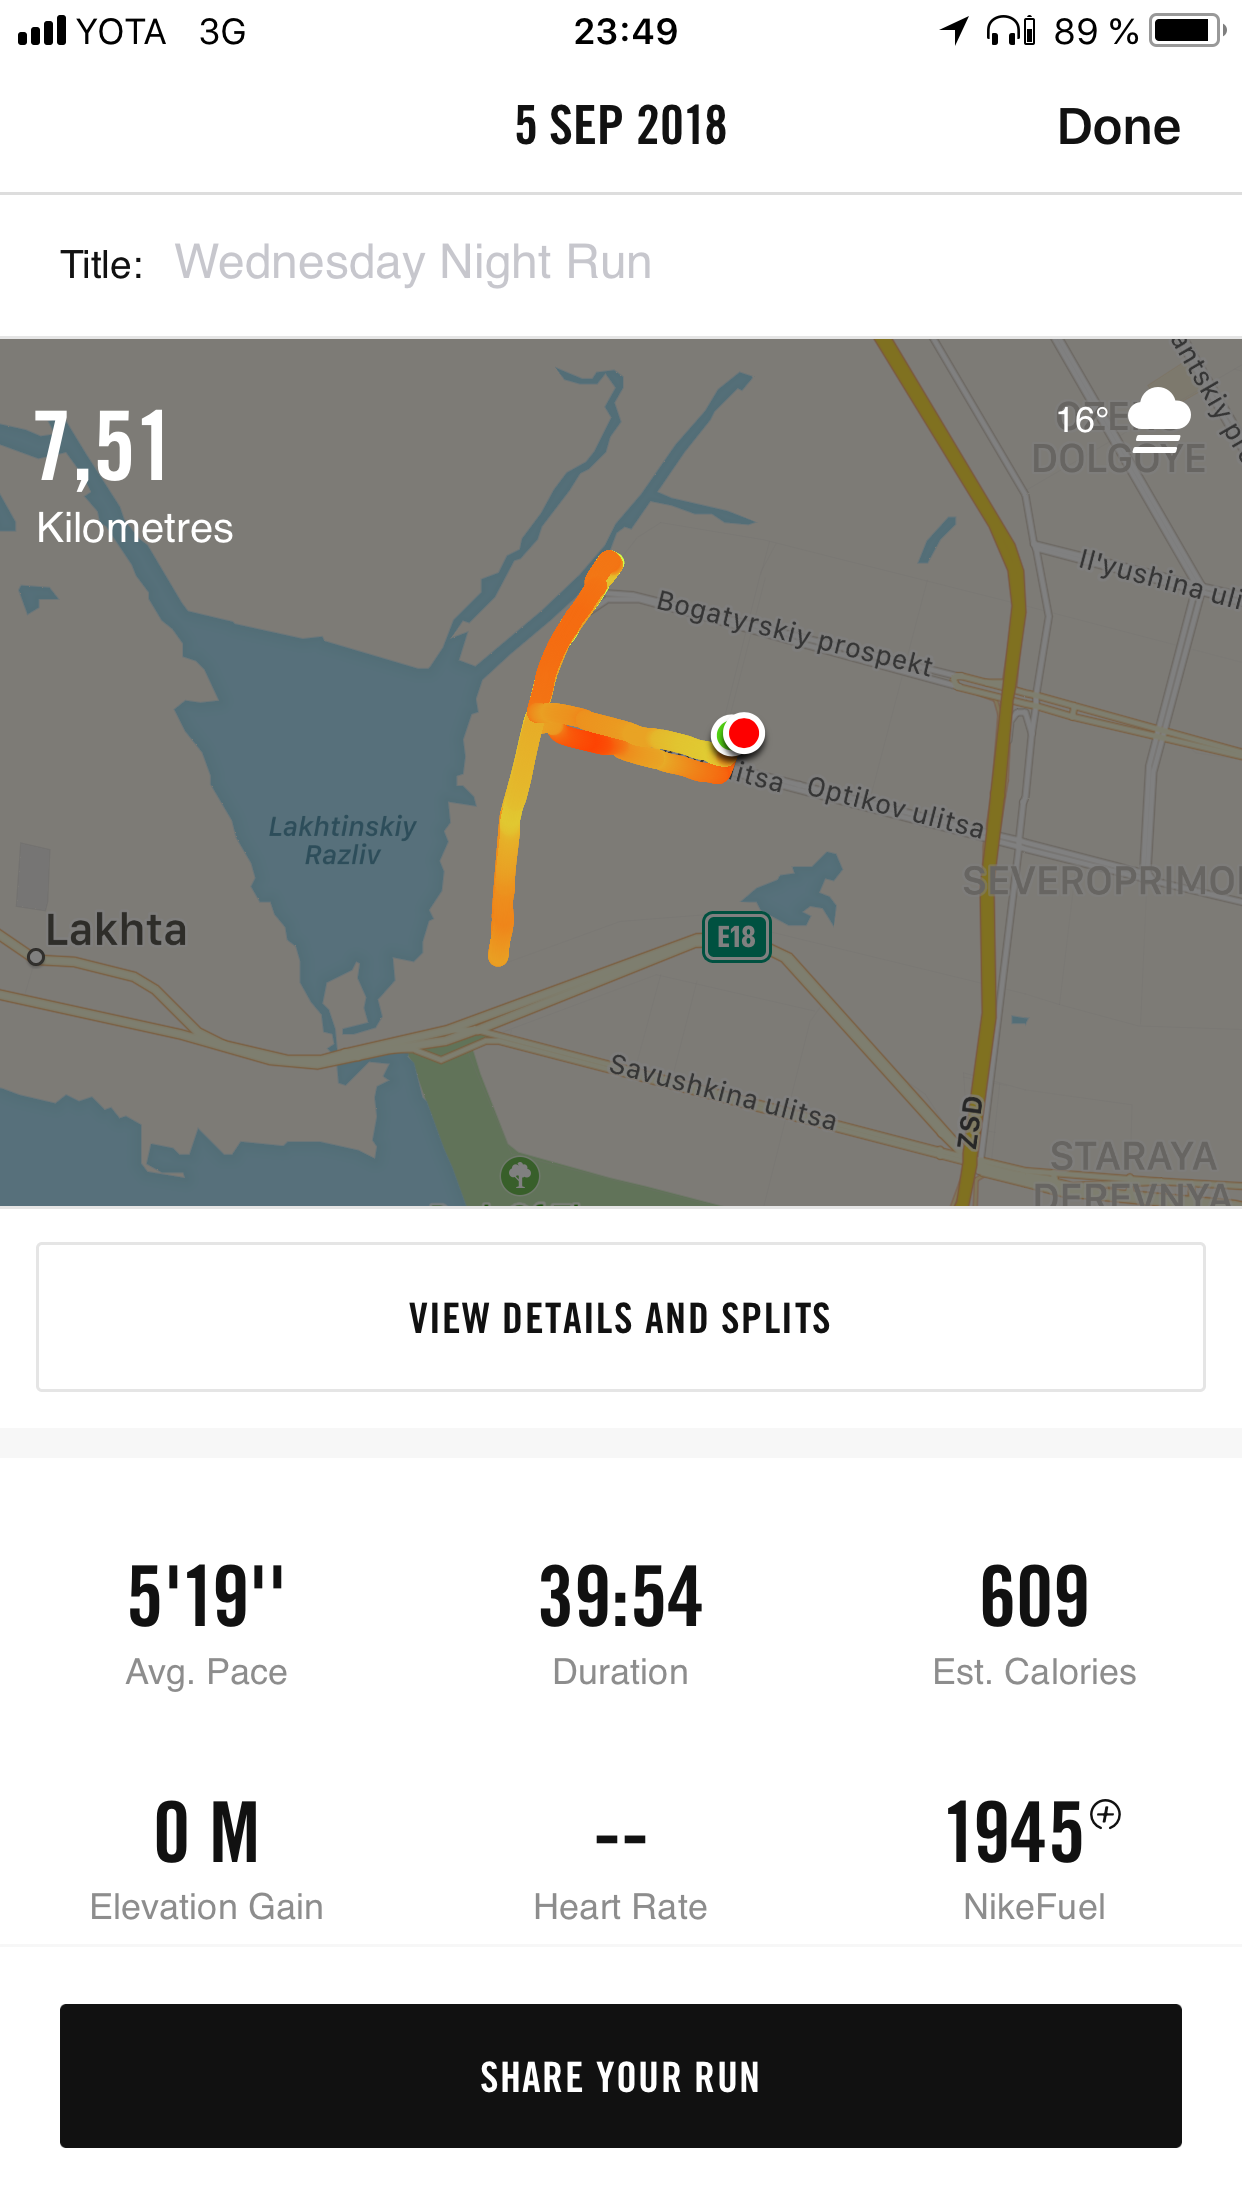 YOTA 3G 23:49 89 %
5 SEP 2018 Done
Title: Wednesday Night Run
7,51
Kilometres
16°
DOLGOYE
Il'yushina uli
Bogatyrskiy prospekt
itsa Optikov ulitsa
Lakhtinskiy
Razliv
SEVEROPRIMO
Lakhta
E18
Savushkina ulitsa
ZSD
STARAYA
DEREVNYA
VIEW DETAILS AND SPLITS
5'19'' 39:54 609
Avg. Pace Duration Est. Calories
0 M -- 1945
Elevation Gain Heart Rate NikeFuel
SHARE YOUR RUN